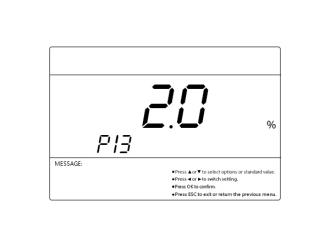 2.0
%
P13
MESSAGE:
●Press ▲ or ▼ to select options or standard value.
●Press ◄ or ► to switch setting.
●Press OK to confirm.
●Press ESC to exit or return the previous menu.